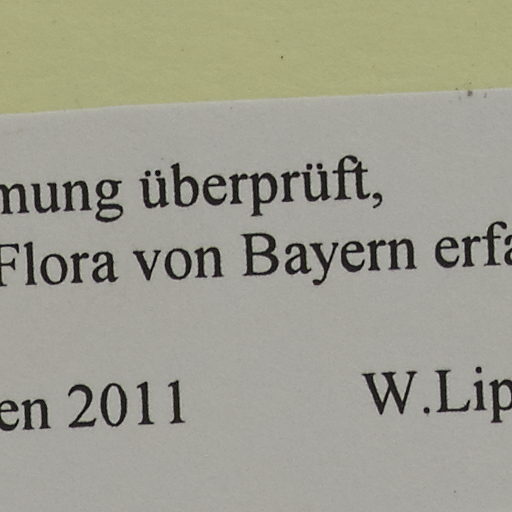 mung überprüft,
Flora von Bayern erfa
en 2011 W.Lip